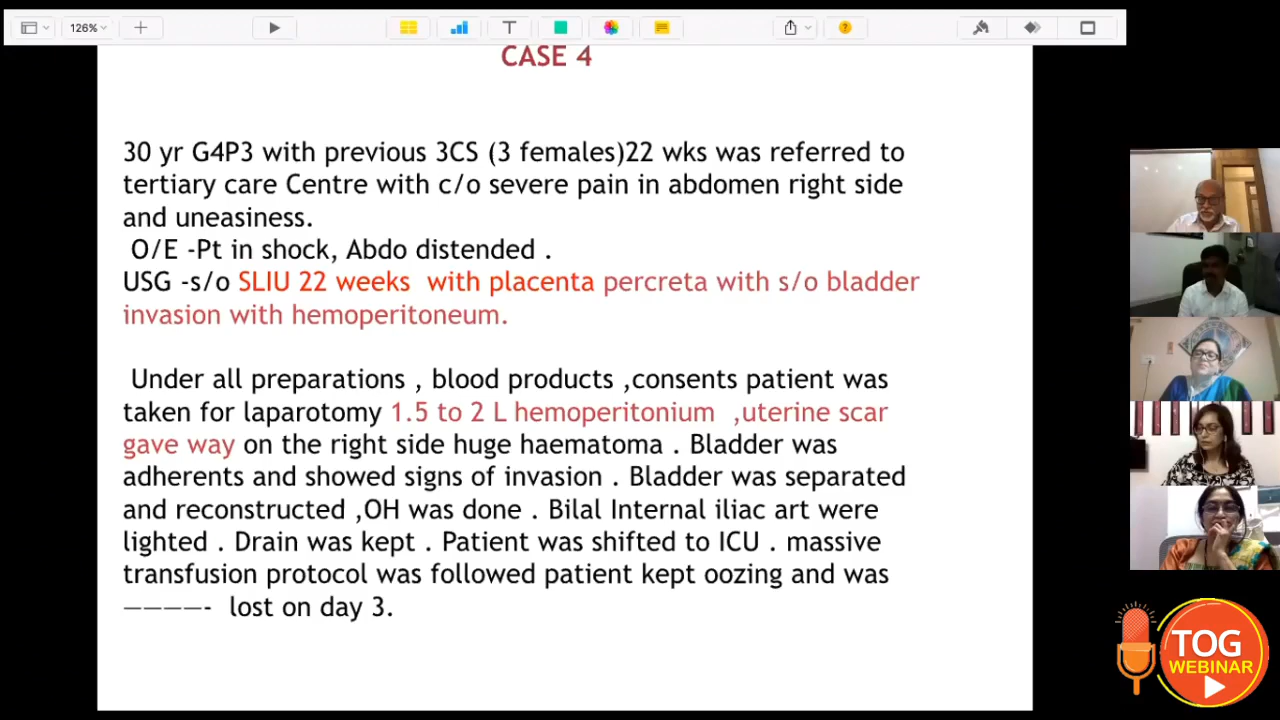 126%
CASE 4
30 yr G4P3 with previous 3CS (3 females)22 wks was referred to
tertiary care Centre with c/o severe pain in abdomen right side
and uneasiness.
O/E -Pt in shock, Abdo distended .
USG -s/o SLIU 22 weeks with placenta percreta with s/o bladder
invasion with hemoperitoneum.
Under all preparations , blood products ,consents patient was
taken for laparotomy 1.5 to 2 L hemoperitonium ,uterine scar
gave way on the right side huge haematoma . Bladder was
adherents and showed signs of invasion . Bladder was separated
and reconstructed ,OH was done . Bilal Internal iliac art were
lighted . Drain was kept . Patient was shifted to ICU . massive
transfusion protocol was followed patient kept oozing and was
————- lost on day 3.
TOG
WEBINAR